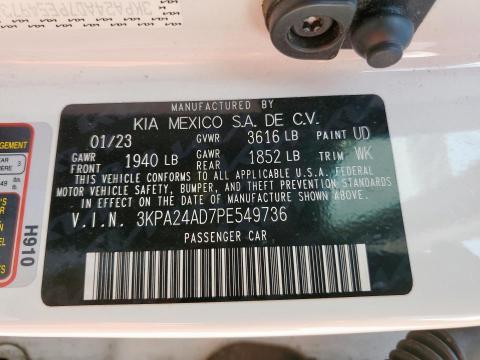 MANUFACTURED BY
KIA MEXICO S.A. DE C.V.
01/23 GVWR 3616 LB PAINT UD
GAWR FRONT 1940 LB GAWR REAR 1852 LB TRIM WK
THIS VEHICLE CONFORMS TO ALL APPLICABLE U.S.A. FEDERAL
MOTOR VEHICLE SAFETY, BUMPER, AND THEFT PREVENTION STANDARDS
IN EFFECT ON THE DATE OF MANUFACTURE SHOWN ABOVE.
V.I.N. 3KPA24AD7PE549736
PASSENGER CAR
H910